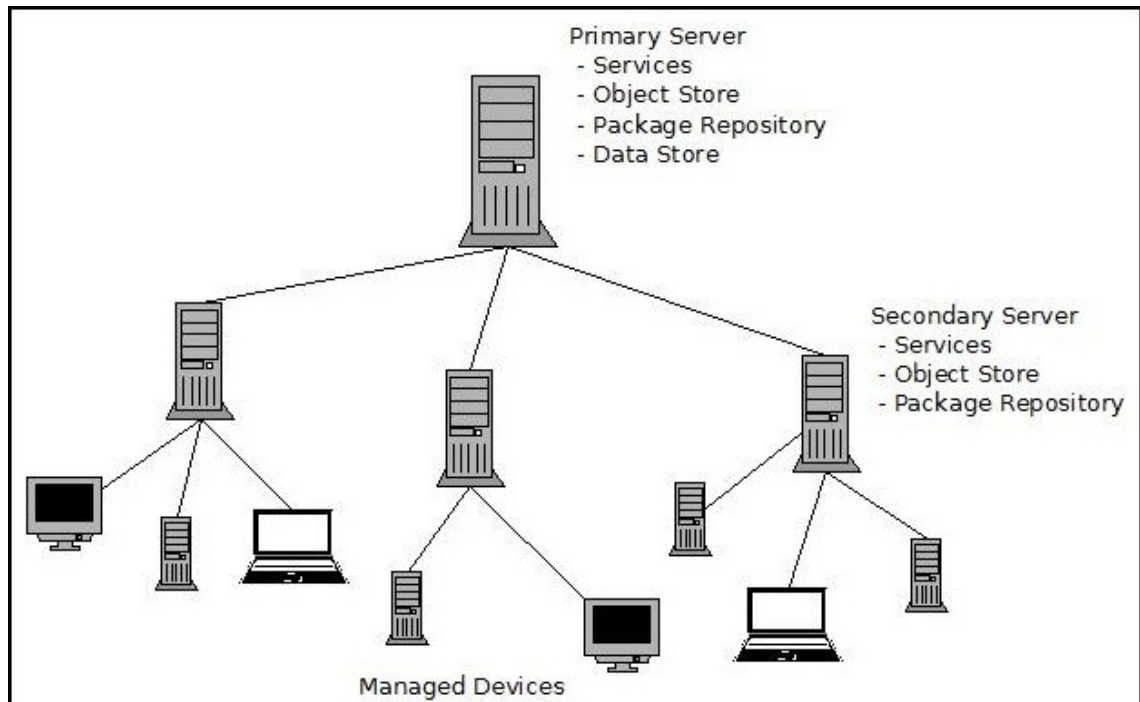 Primary Server
- Services
- Object Store
- Package Repository
- Data Store
Secondary Server
- Services
- Object Store
- Package Repository
Managed Devices